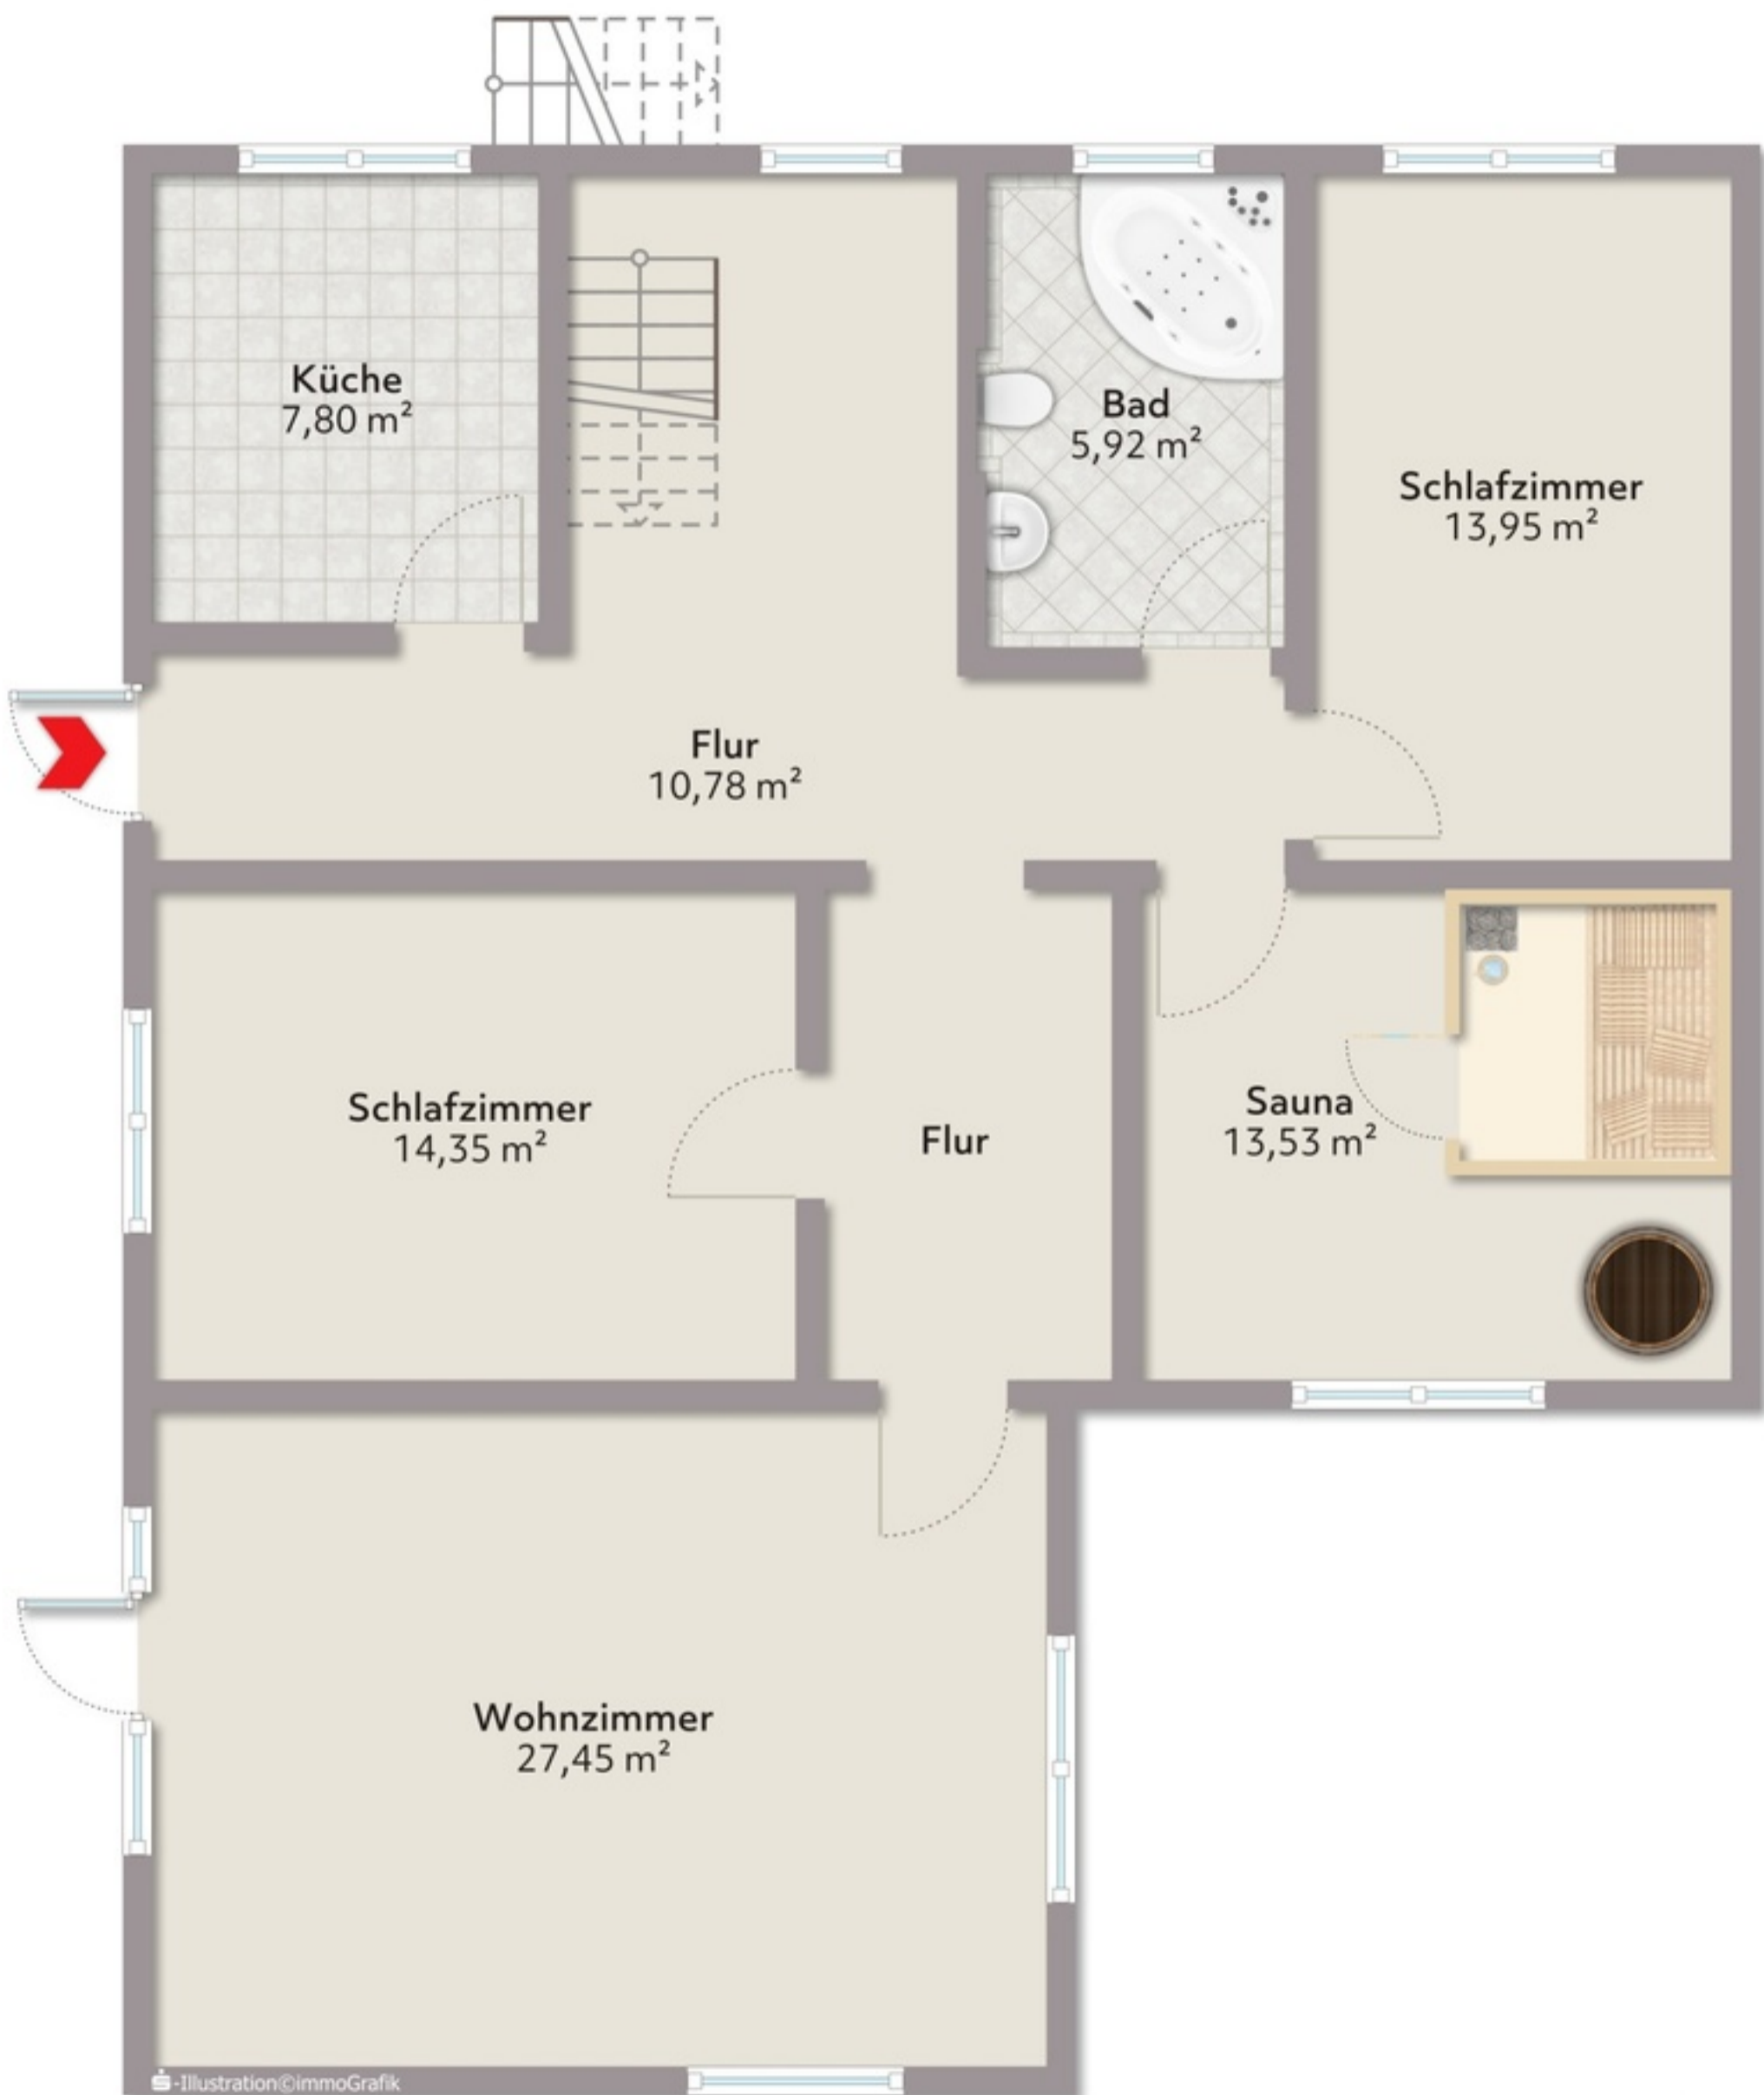 Küche
7,80 m²
Bad
5,92 m²
Schlafzimmer
13,95 m²
Flur
10,78 m²
Schlafzimmer
14,35 m²
Flur
Sauna
13,53 m²
Wohnzimmer
27,45 m²
S-Illustration©immoGrafik